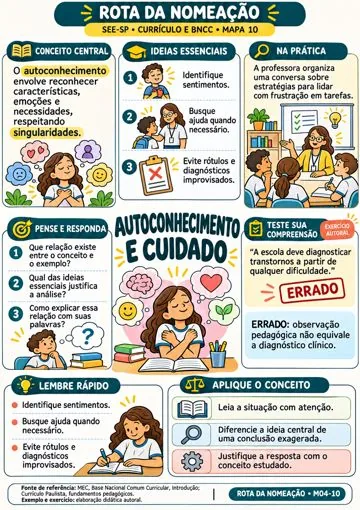 ROTA DA NOMEAÇÃO
SEE-SP • CURRÍCULO E BNCC • MAPA 10
CONCEITO CENTRAL
O autoconhecimento
envolve reconhecer
características,
emoções e
necessidades,
respeitando
singularidades.
IDEIAS ESSENCIAIS
1
Identifique
sentimentos.
2
Busque
ajuda quando
necessário.
3
Evite rótulos e
diagnósticos
improvisados.
NA PRÁTICA
A professora organiza
uma conversa sobre
estratégias para lidar
com frustração em tarefas.
PENSE E RESPONDA
1 Que relação existe
entre o conceito e
o exemplo?
2 Qual das ideias
essenciais justifica
a análise?
3 Como explicar essa
relação com suas
palavras?
?
AUTOCONHECIMENTO
E CUIDADO
TESTE SUA
COMPREENSÃO
EXERCÍCIO
AUTORAL
“A escola deve diagnosticar
transtornos a partir de
qualquer dificuldade.”
ERRADO
ERRADO: observação
pedagógica não equivale
a diagnóstico clínico.
LEMBRE RÁPIDO
Identifique sentimentos.
Busque ajuda quando
necessário.
Evite rótulos e
diagnósticos
improvisados.
APLIQUE O CONCEITO
Leia a situação com atenção.
Diferencie a ideia central
de uma conclusão exagerada.
Justifique a resposta com o
conceito estudado.
Fonte de referência: MEC, Base Nacional Comum Curricular, Introdução;
Currículo Paulista, fundamentos pedagógicos.
Exemplo e exercício: elaboração didática autoral.
ROTA DA NOMEAÇÃO • M04-10